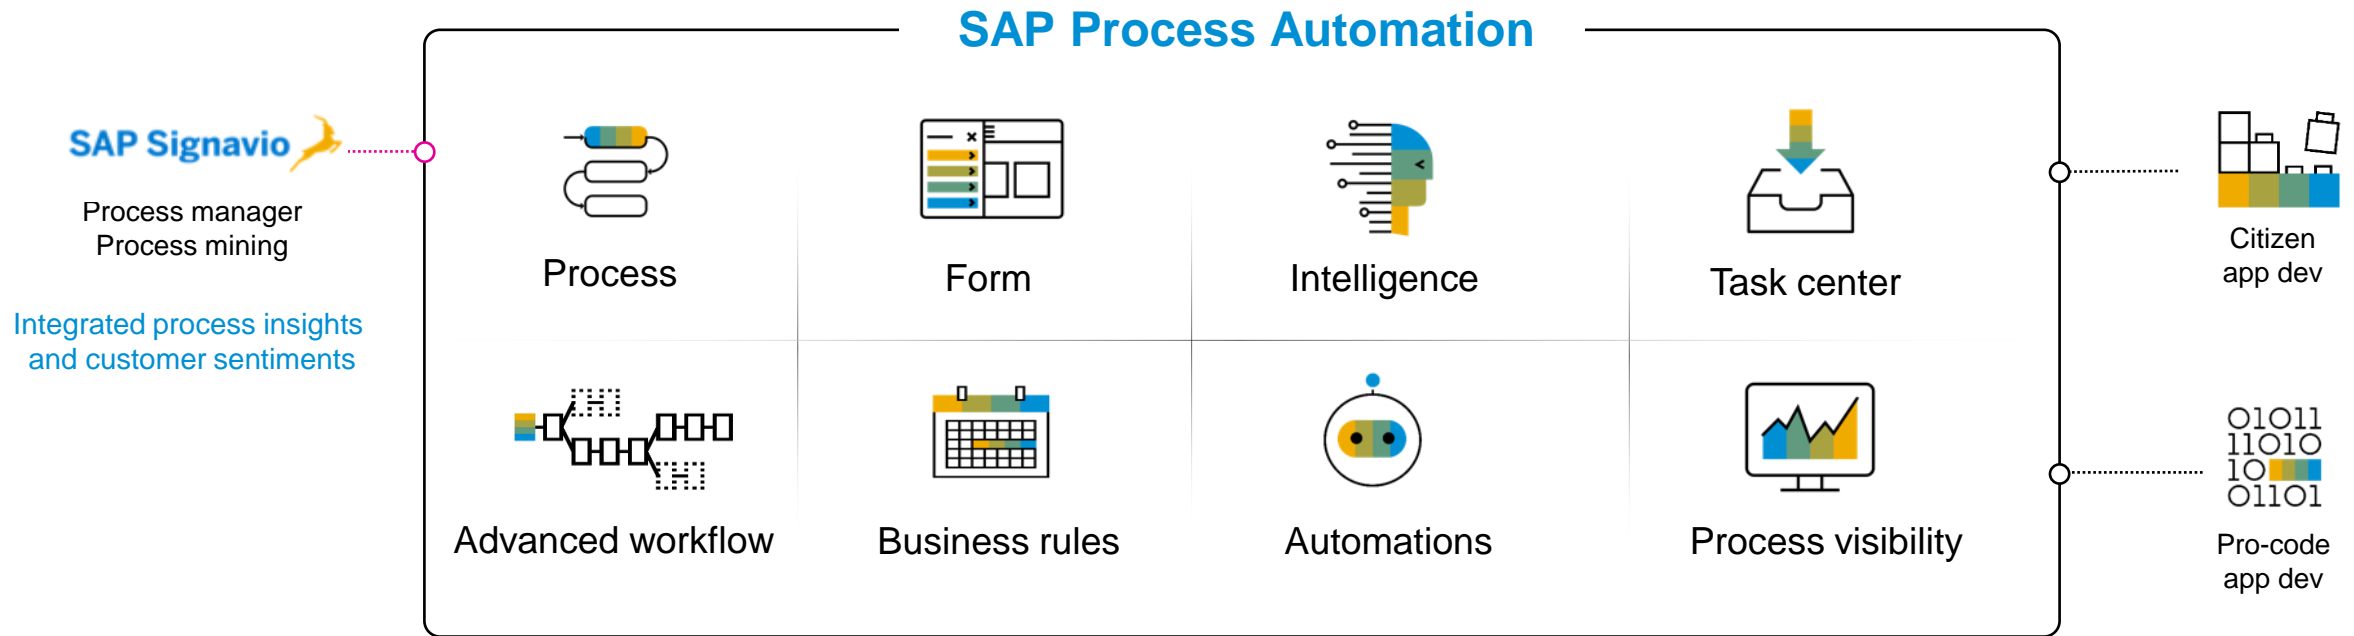 SAP Process Automation
SAP Signavio
Process manager
Process mining
Integrated process insights
and customer sentiments
Process
Form
Intelligence
Task center
Advanced workflow
Business rules
Automations
Process visibility
Citizen
app dev
01011
11010
10
01101
Pro-code
app dev